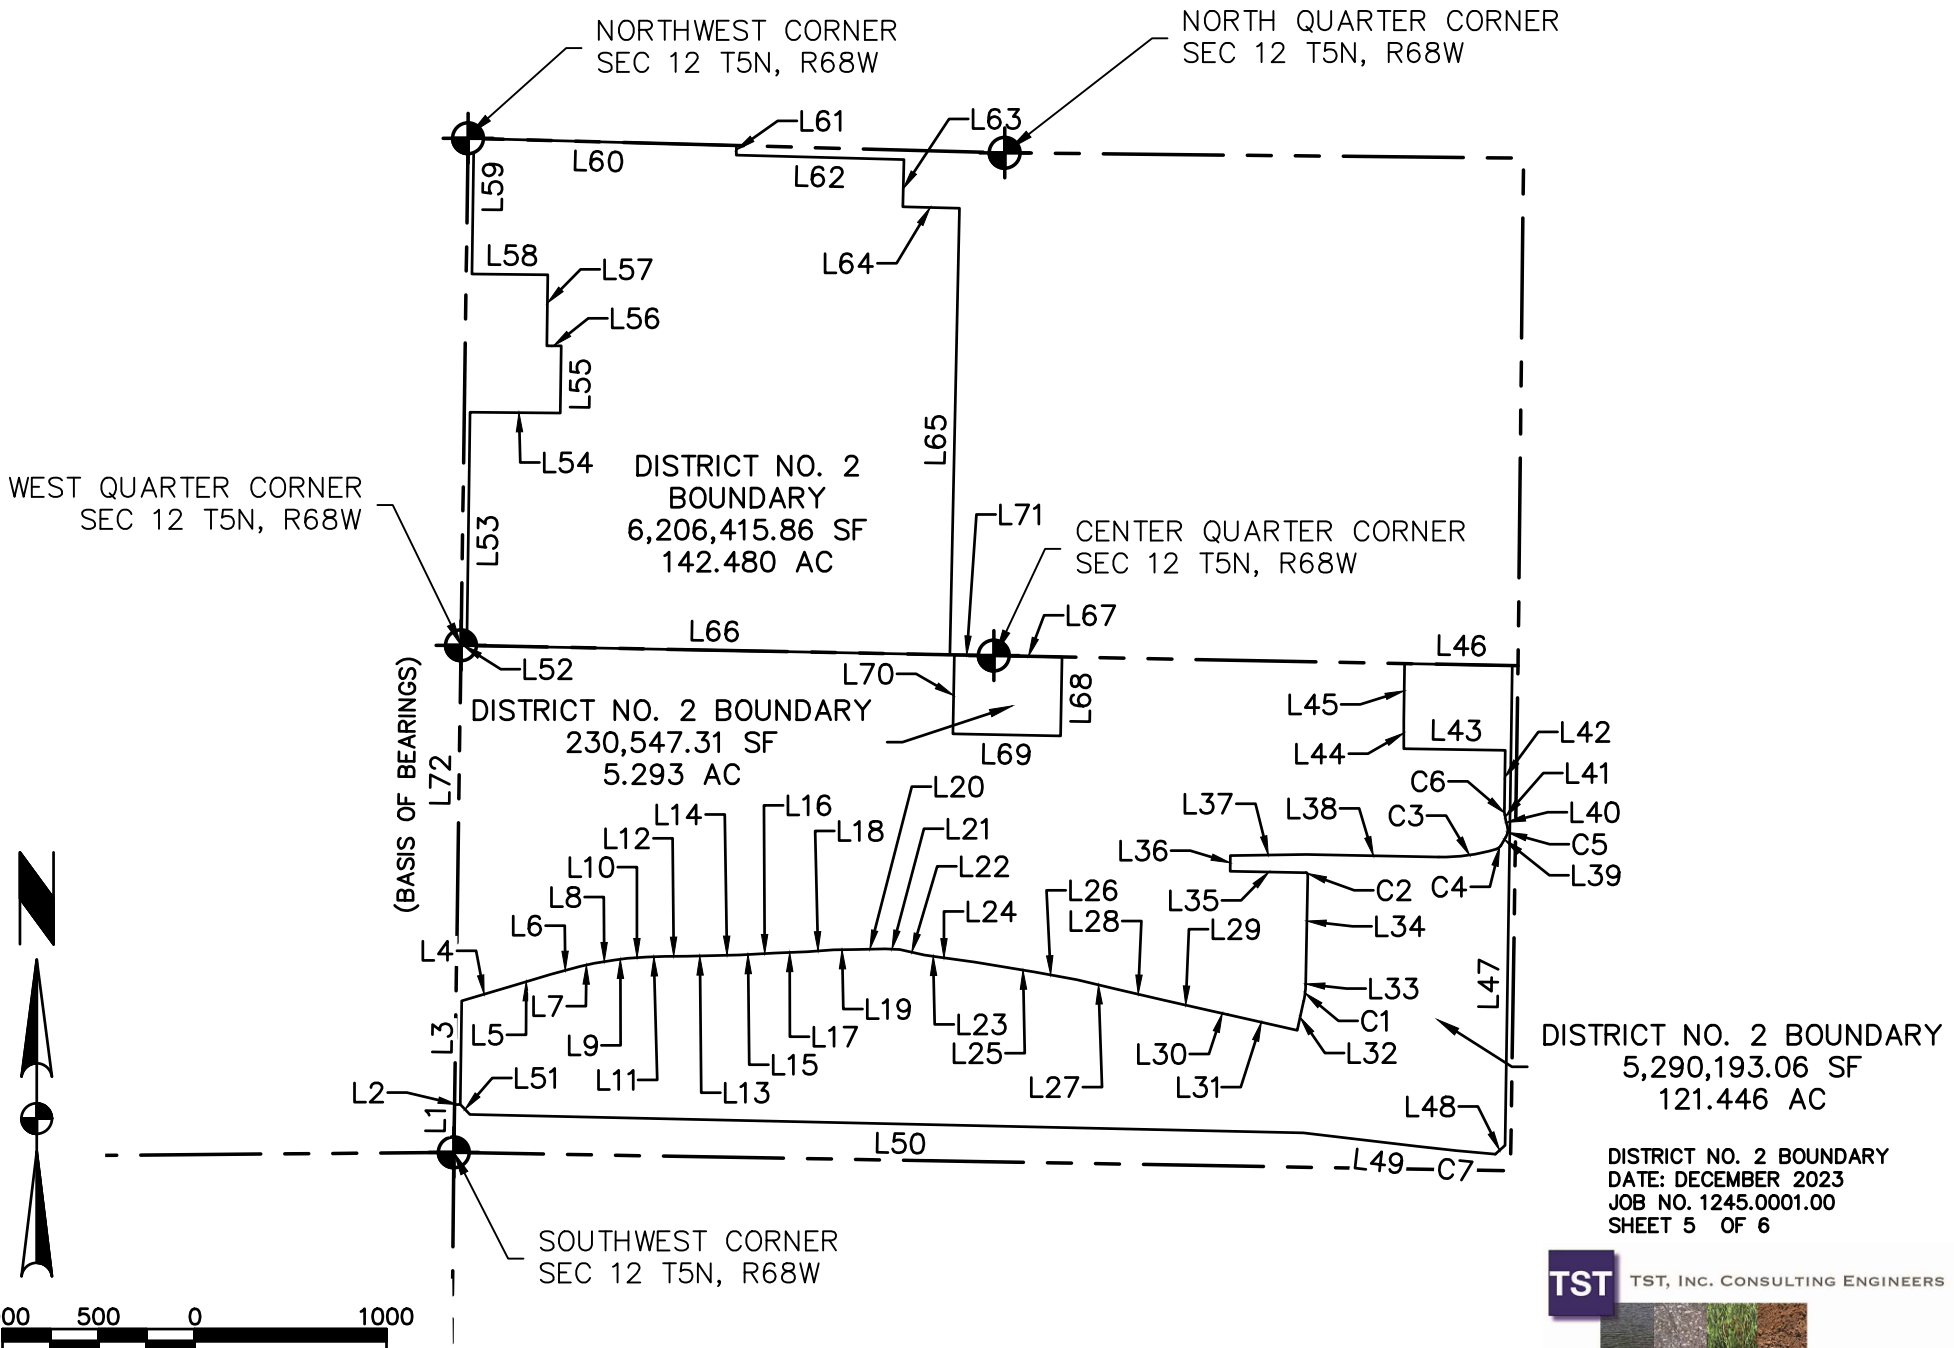 NORTHWEST CORNER
SEC 12 T5N, R68W
NORTH QUARTER CORNER
SEC 12 T5N, R68W
L61
L63
L60
L62
L59
L64
L58
L57
L56
L55
L54
L65
DISTRICT NO. 2
BOUNDARY
6,206,415.86 SF
142.480 AC
WEST QUARTER CORNER
SEC 12 T5N, R68W
L53
L71
CENTER QUARTER CORNER
SEC 12 T5N, R68W
L66
L67
L46
L52
L70
L68
L69
DISTRICT NO. 2 BOUNDARY
230,547.31 SF
5.293 AC
(BASIS OF BEARINGS)
L72
L45
L43
L44
L42
L41
C6
L40
C5
L39
C4
C3
L38
L37
L36
L35
C2
L34
L33
C1
L32
L47
L20
L16
L14
L21
L18
L12
L22
L10
L8
L24
L26
L28
L29
L6
L4
L7
L5
L9
L11
L13
L15
L17
L19
L23
L25
L27
L30
L31
L3
L51
L2
L1
L48
L50
L49
C7
DISTRICT NO. 2 BOUNDARY
5,290,193.06 SF
121.446 AC
N
SOUTHWEST CORNER
SEC 12 T5N, R68W
DISTRICT NO. 2 BOUNDARY
DATE: DECEMBER 2023
JOB NO. 1245.0001.00
SHEET 5 OF 6
TST TST, INC. CONSULTING ENGINEERS
00 500 0 1000